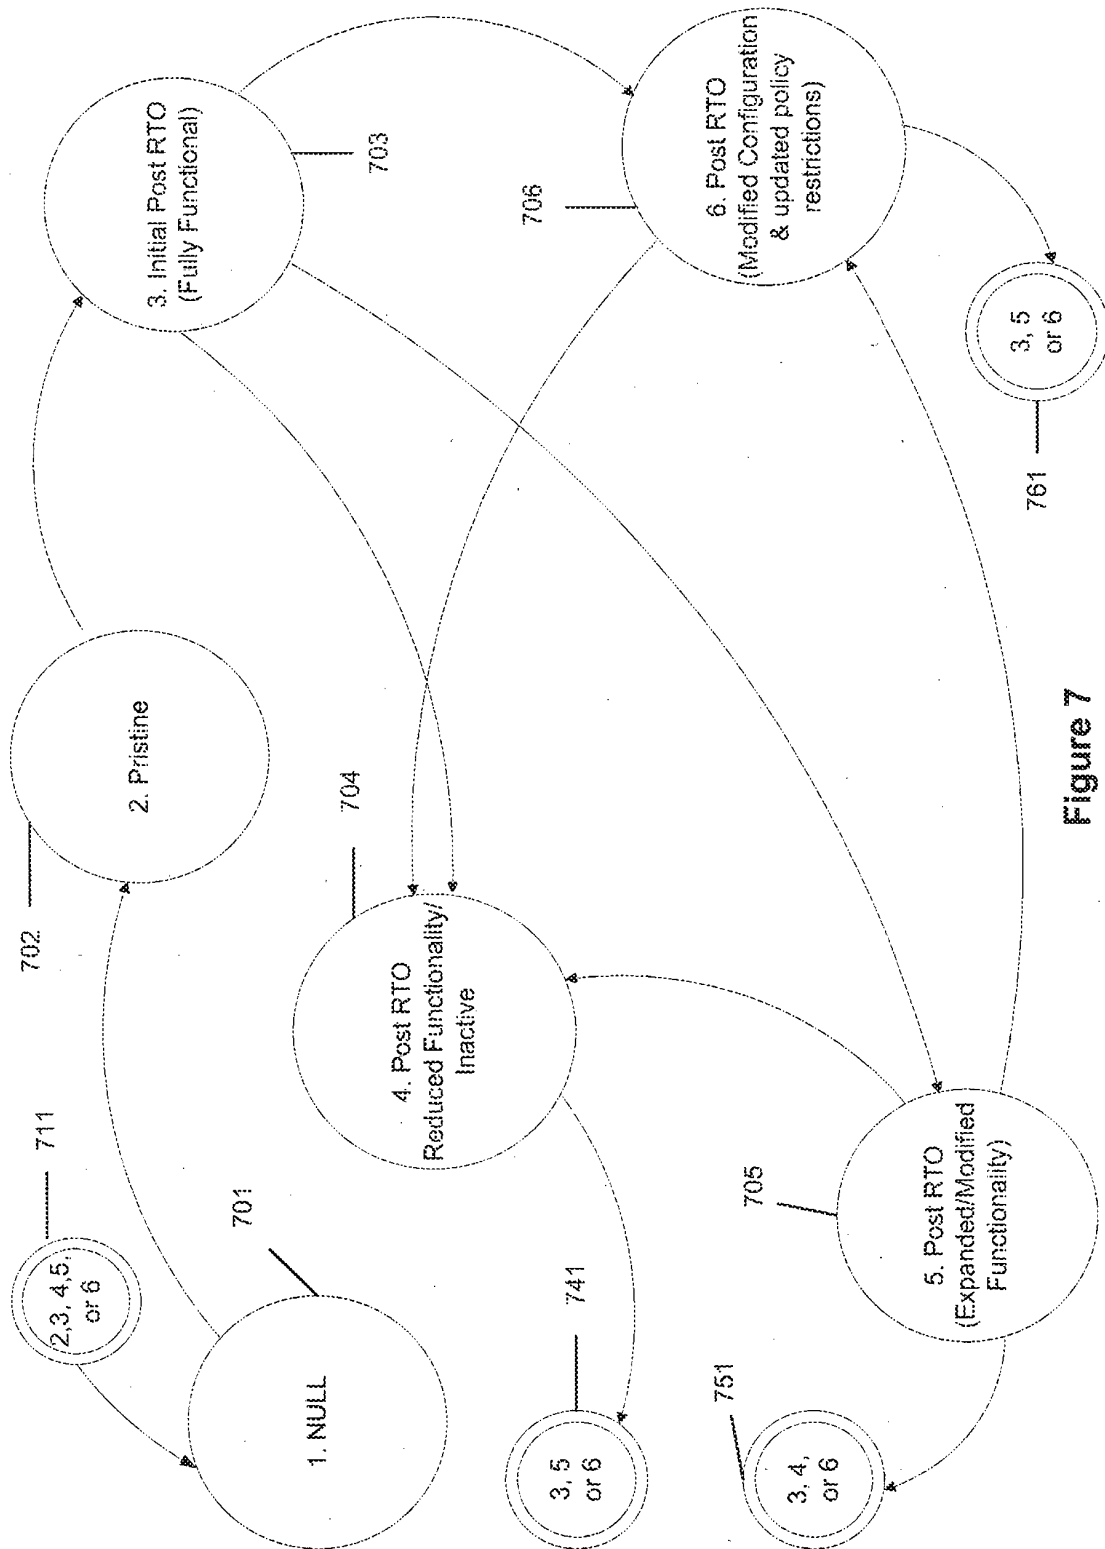 711
2,3, 4,5,
or 6
701
1. NULL
702
2. Pristine
3. Initial Post RTO
(Fully Functional)
703
704
4. Post RTO
Reduced Functionality/
Inactive
741
3, 5
or 6
751
3, 4,
or 6
705
5. Post RTO
(Expanded/Modified
Functionality)
706
6. Post RTO
(Modified Configuration
& updated policy
restrictions)
761
3, 5
or 6
Figure 7